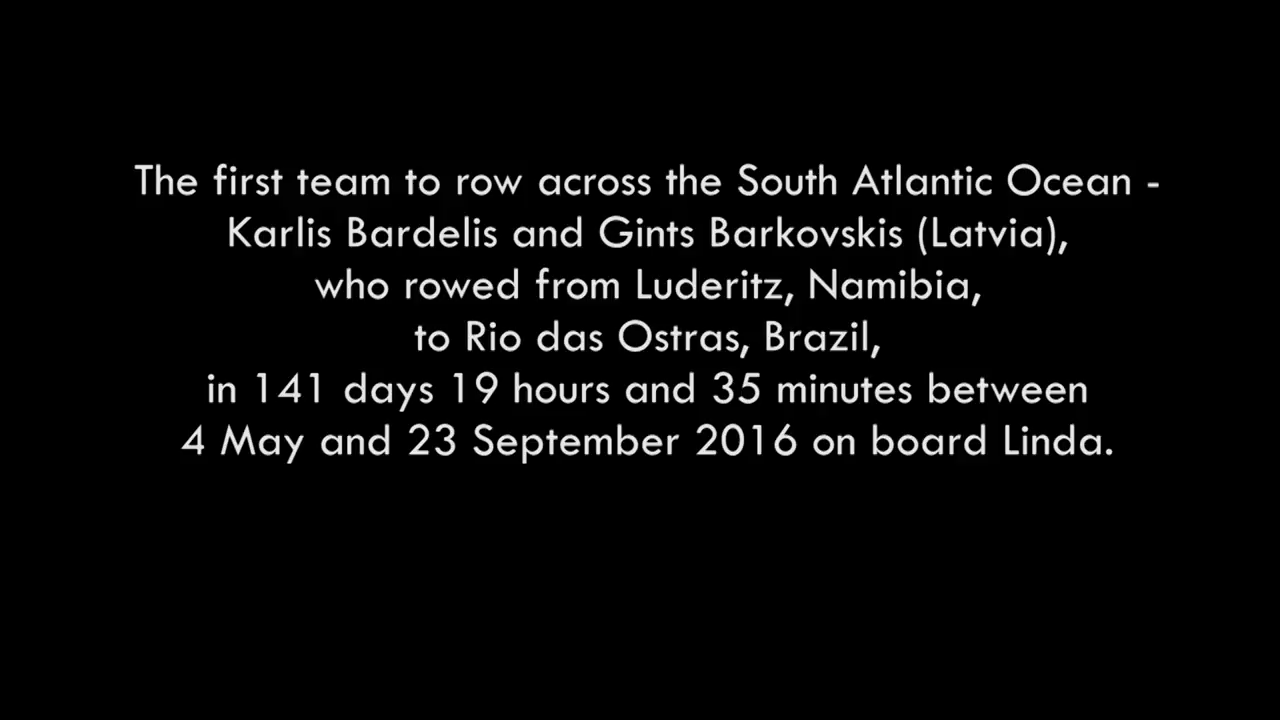 The first team to row across the South Atlantic Ocean -
Karlis Bardelis and Gints Barkovskis (Latvia),
who rowed from Luderitz, Namibia,
to Rio das Ostras, Brazil,
in 141 days 19 hours and 35 minutes between
4 May and 23 September 2016 on board Linda.